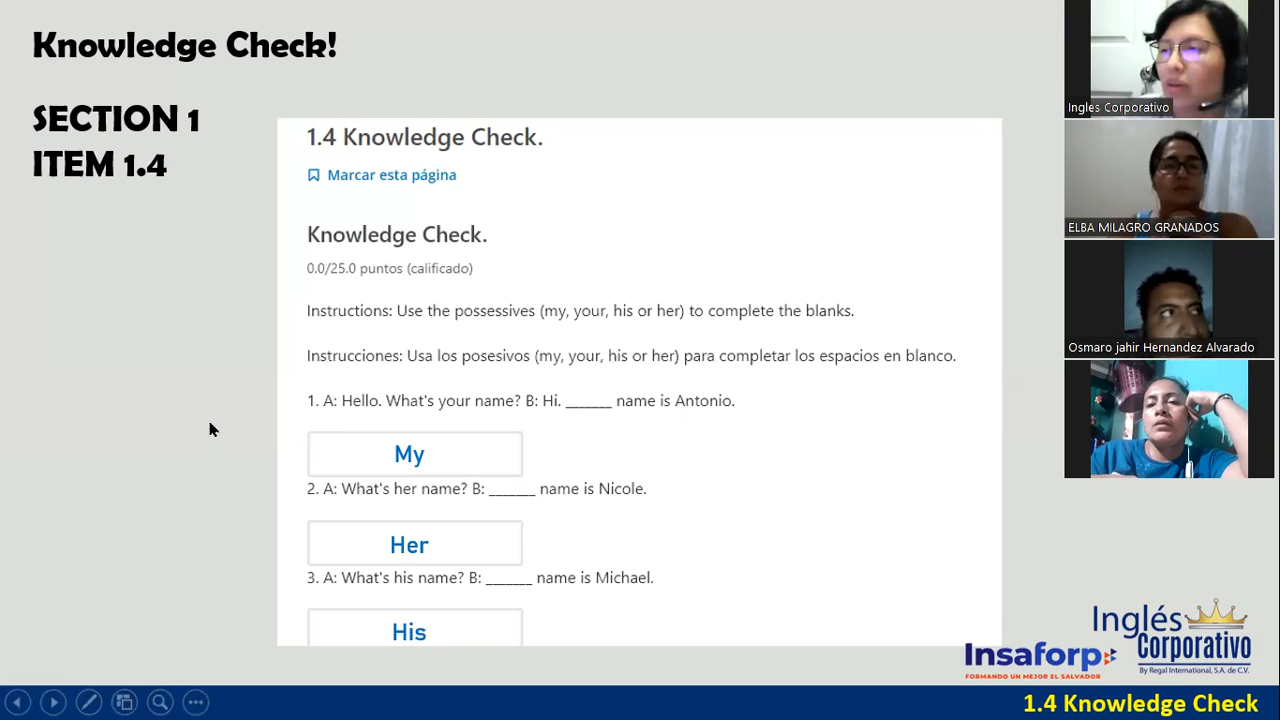 Knowledge Check!
SECTION 1
ITEM 1.4
1.4 Knowledge Check.
Marcar esta página
Knowledge Check.
0.0/25.0 puntos (calificado)
Instructions: Use the possessives (my, your, his or her) to complete the blanks.
Instrucciones: Usa los posesivos (my, your, his or her) para completar los espacios en blanco.
1. A: Hello. What's your name? B: Hi. _______ name is Antonio.
My
2. A: What's her name? B: _______ name is Nicole.
Her
3. A: What's his name? B: _______ name is Michael.
His
Ingles Corporativo
ELBA MILAGRO GRANADOS
Osmaro jahir Hernandez Alvarado
Insaforp
FORMANDO UN MEJOR EL SALVADOR
Inglés
Corporativo
By Regal International, S.A. de C.V.
1.4 Knowledge Check